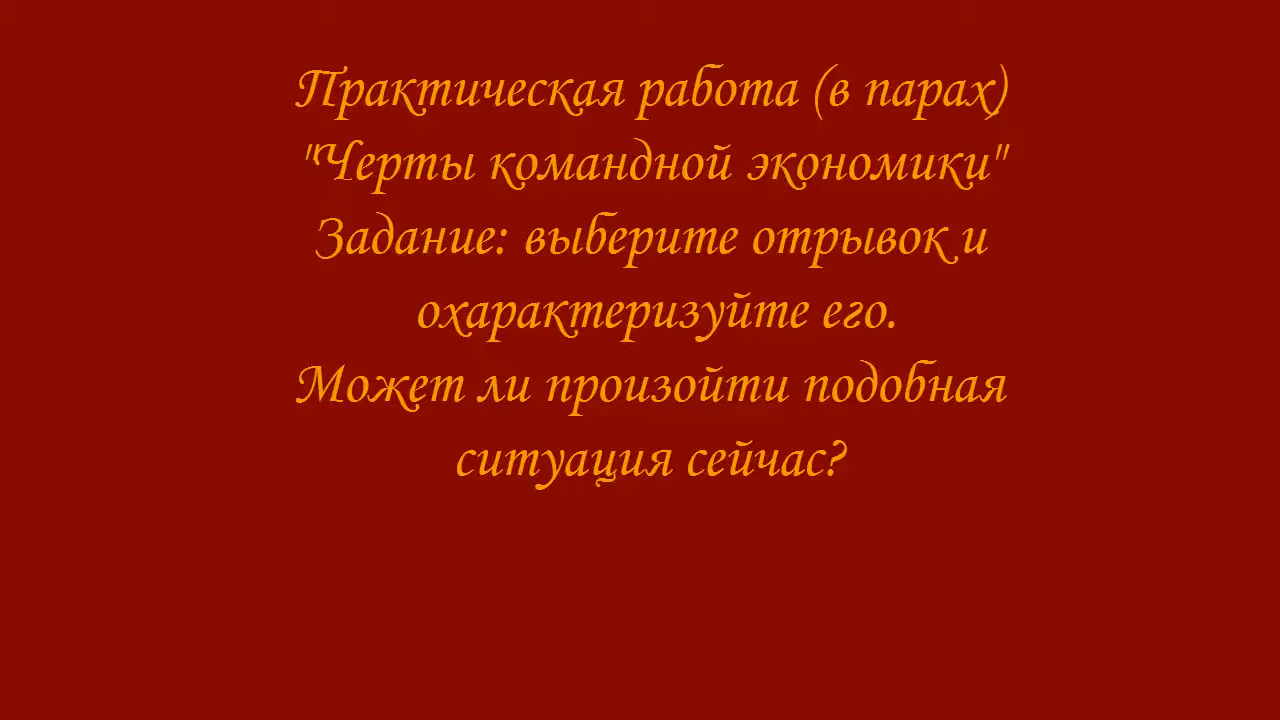 Практическая работа (в парах)
"Черты командной экономики"
Задание: выберите отрывок и
охарактеризуйте его.
Может ли произойти подобная
ситуация сейчас?